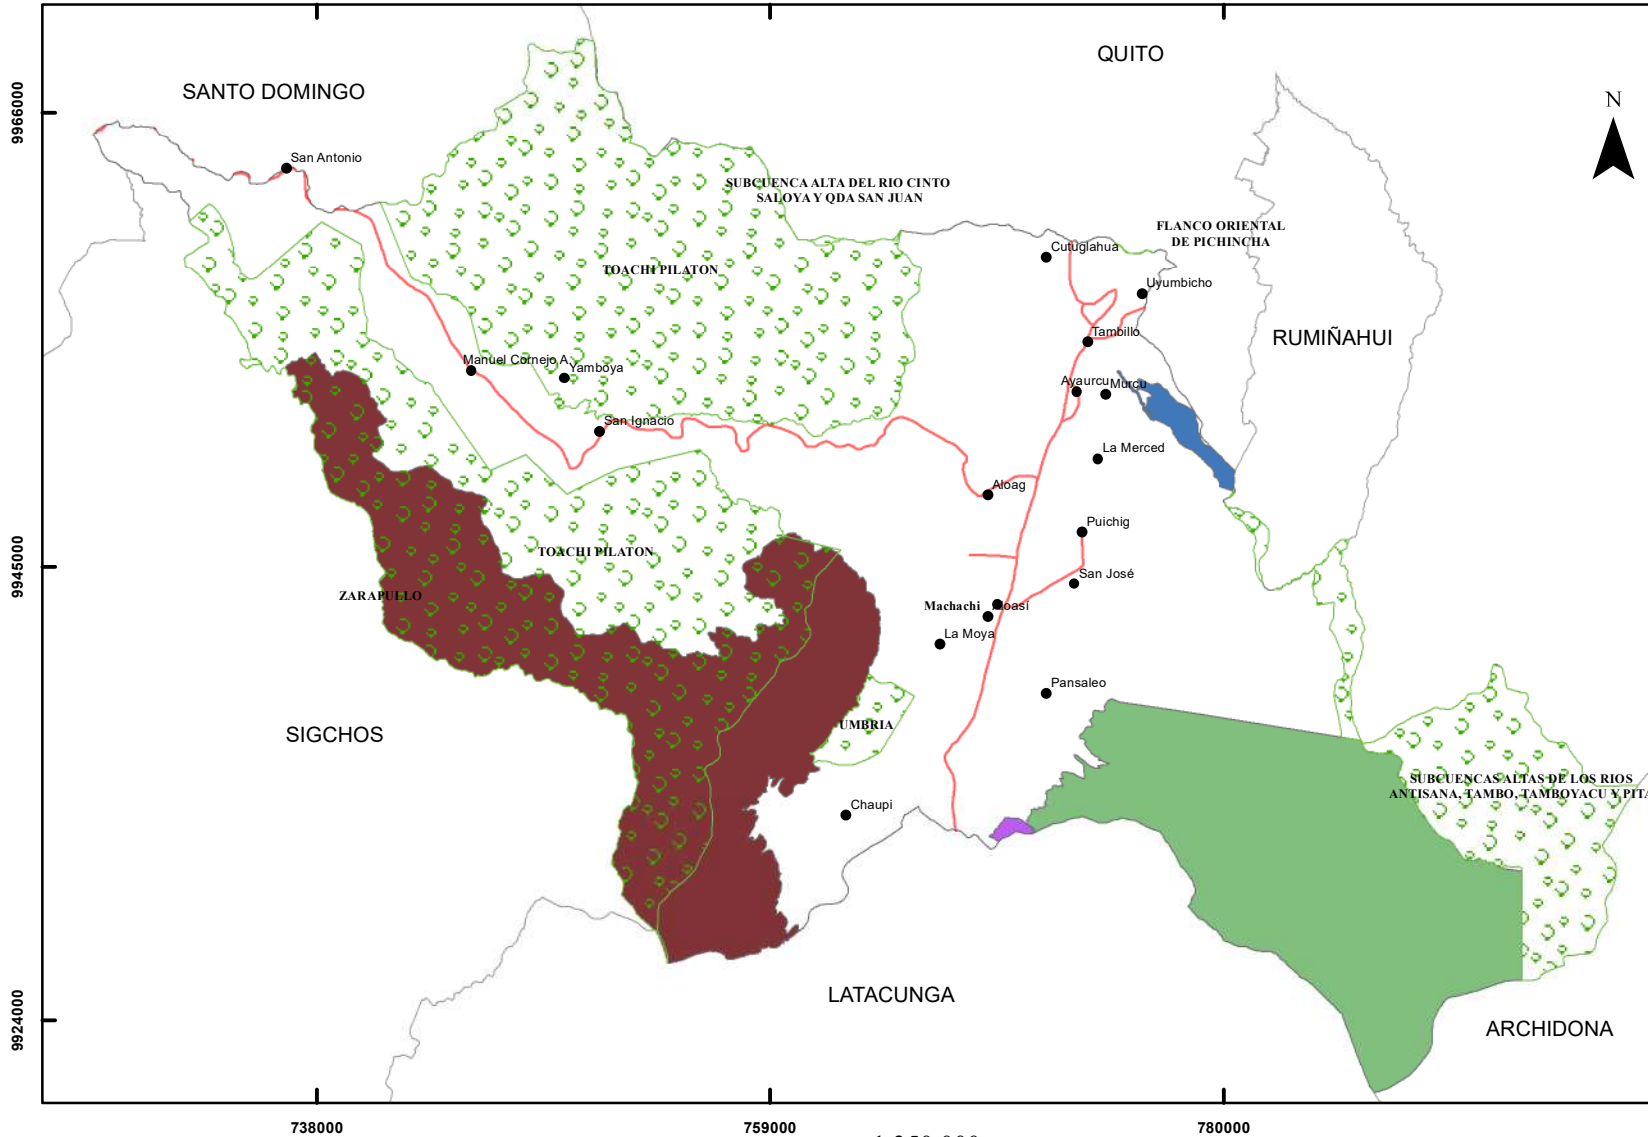 QUITO
SANTO DOMINGO
N
9966000
San Antonio
SUBCUENCA ALTA DEL RIO CINTO
SALOYA Y QDA SAN JUAN
FLANCO ORIENTAL
DE PICHINCHA
Cutuglahua
TOACHI PILATON
Uyumbicho
Tambillo
RUMIÑAHUI
Manuel Cornejo A.
Yamboya
Ayaurcu
Murcu
San Ignacio
La Merced
Aloag
Puichig
TOACHI PILATON
9945000
San José
ZARAPULLO
Machachi
La Moya
Pansaleo
UMBRIA
SIGCHOS
SUBCUENCAS ALTAS DE LOS RIOS
ANTISANA, TAMBO, TAMBOYACU Y PITA
Chaupi
LATACUNGA
9924000
ARCHIDONA
738000
759000
780000